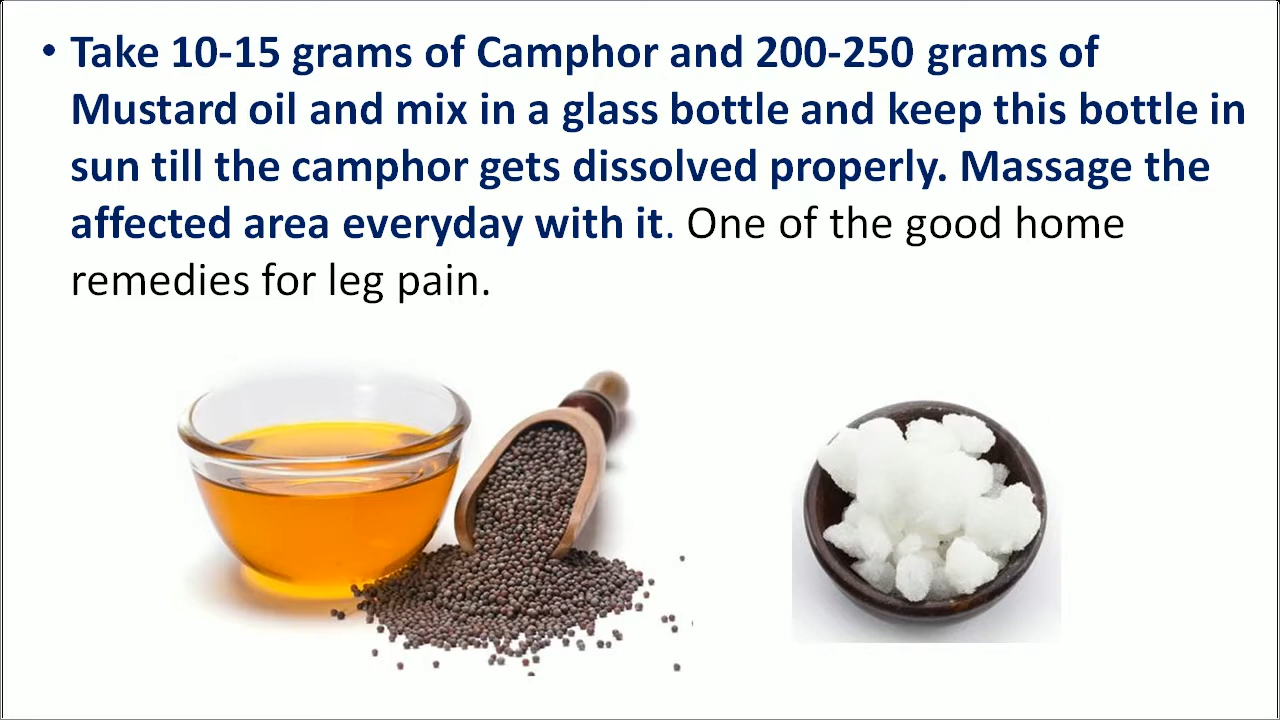 • Take 10-15 grams of Camphor and 200-250 grams of
Mustard oil and mix in a glass bottle and keep this bottle in
sun till the camphor gets dissolved properly. Massage the
affected area everyday with it. One of the good home
remedies for leg pain.